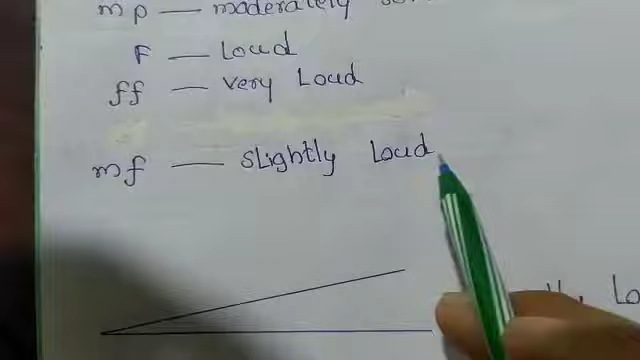 mp — moderately
F — Loud
ff — very Loud
mf — slightly Loud